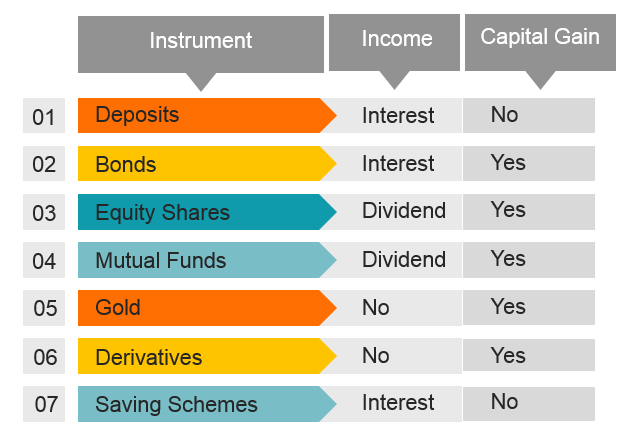 Instrument Income Capital Gain
01 Deposits Interest No
02 Bonds Interest Yes
03 Equity Shares Dividend Yes
04 Mutual Funds Dividend Yes
05 Gold No Yes
06 Derivatives No Yes
07 Saving Schemes Interest No